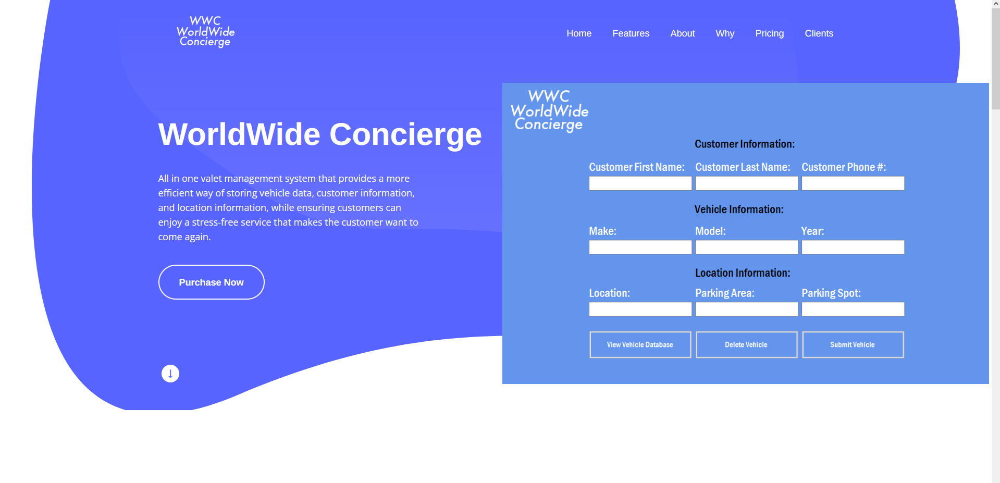 WWC
WorldWide
Concierge
Home Features About Why Pricing Clients
WorldWide Concierge
All in one valet management system that provides a more
efficient way of storing vehicle data, customer information,
and location information, while ensuring customers can
enjoy a stress-free service that makes the customer want to
come again.
Purchase Now
WWC
WorldWide
Concierge
Customer Information:
Customer First Name: Customer Last Name: Customer Phone #:
Vehicle Information:
Make: Model: Year:
Location Information:
Location: Parking Area: Parking Spot:
View Vehicle Database Delete Vehicle Submit Vehicle